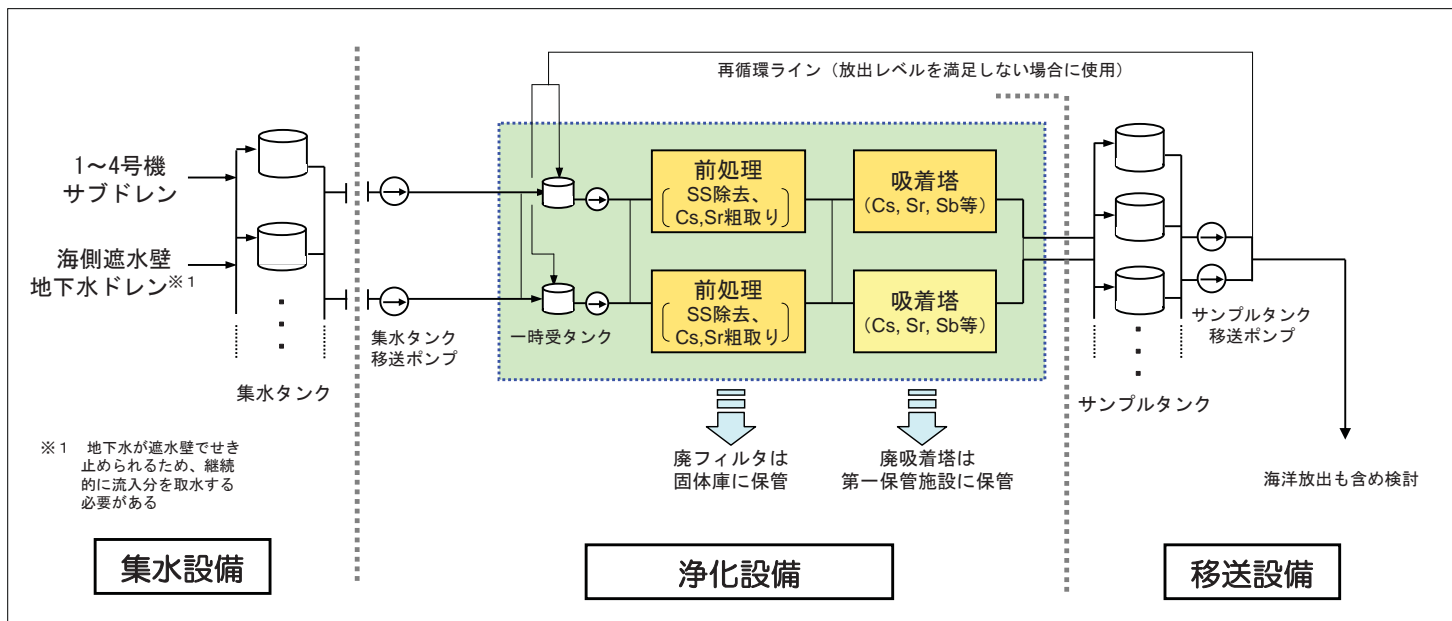 再循環ライン（放出レベルを満足しない場合に使用）
1～4号機
サブドレン
海側遮水壁
地下水ドレン※1
集水タンク
※１　地下水が遮水壁でせき
止められるため、継続
的に流入分を取水する
必要がある
集水タンク
移送ポンプ
一時受タンク
前処理
SS除去、
Cs,Sr粗取り
吸着塔
（Cs, Sr, Sb等）
前処理
SS除去、
Cs,Sr粗取り
吸着塔
（Cs, Sr, Sb等）
廃フィルタは
固体庫に保管
廃吸着塔は
第一保管施設に保管
サンプルタンク
サンプルタンク
移送ポンプ
海洋放出も含め検討
集水設備
浄化設備
移送設備